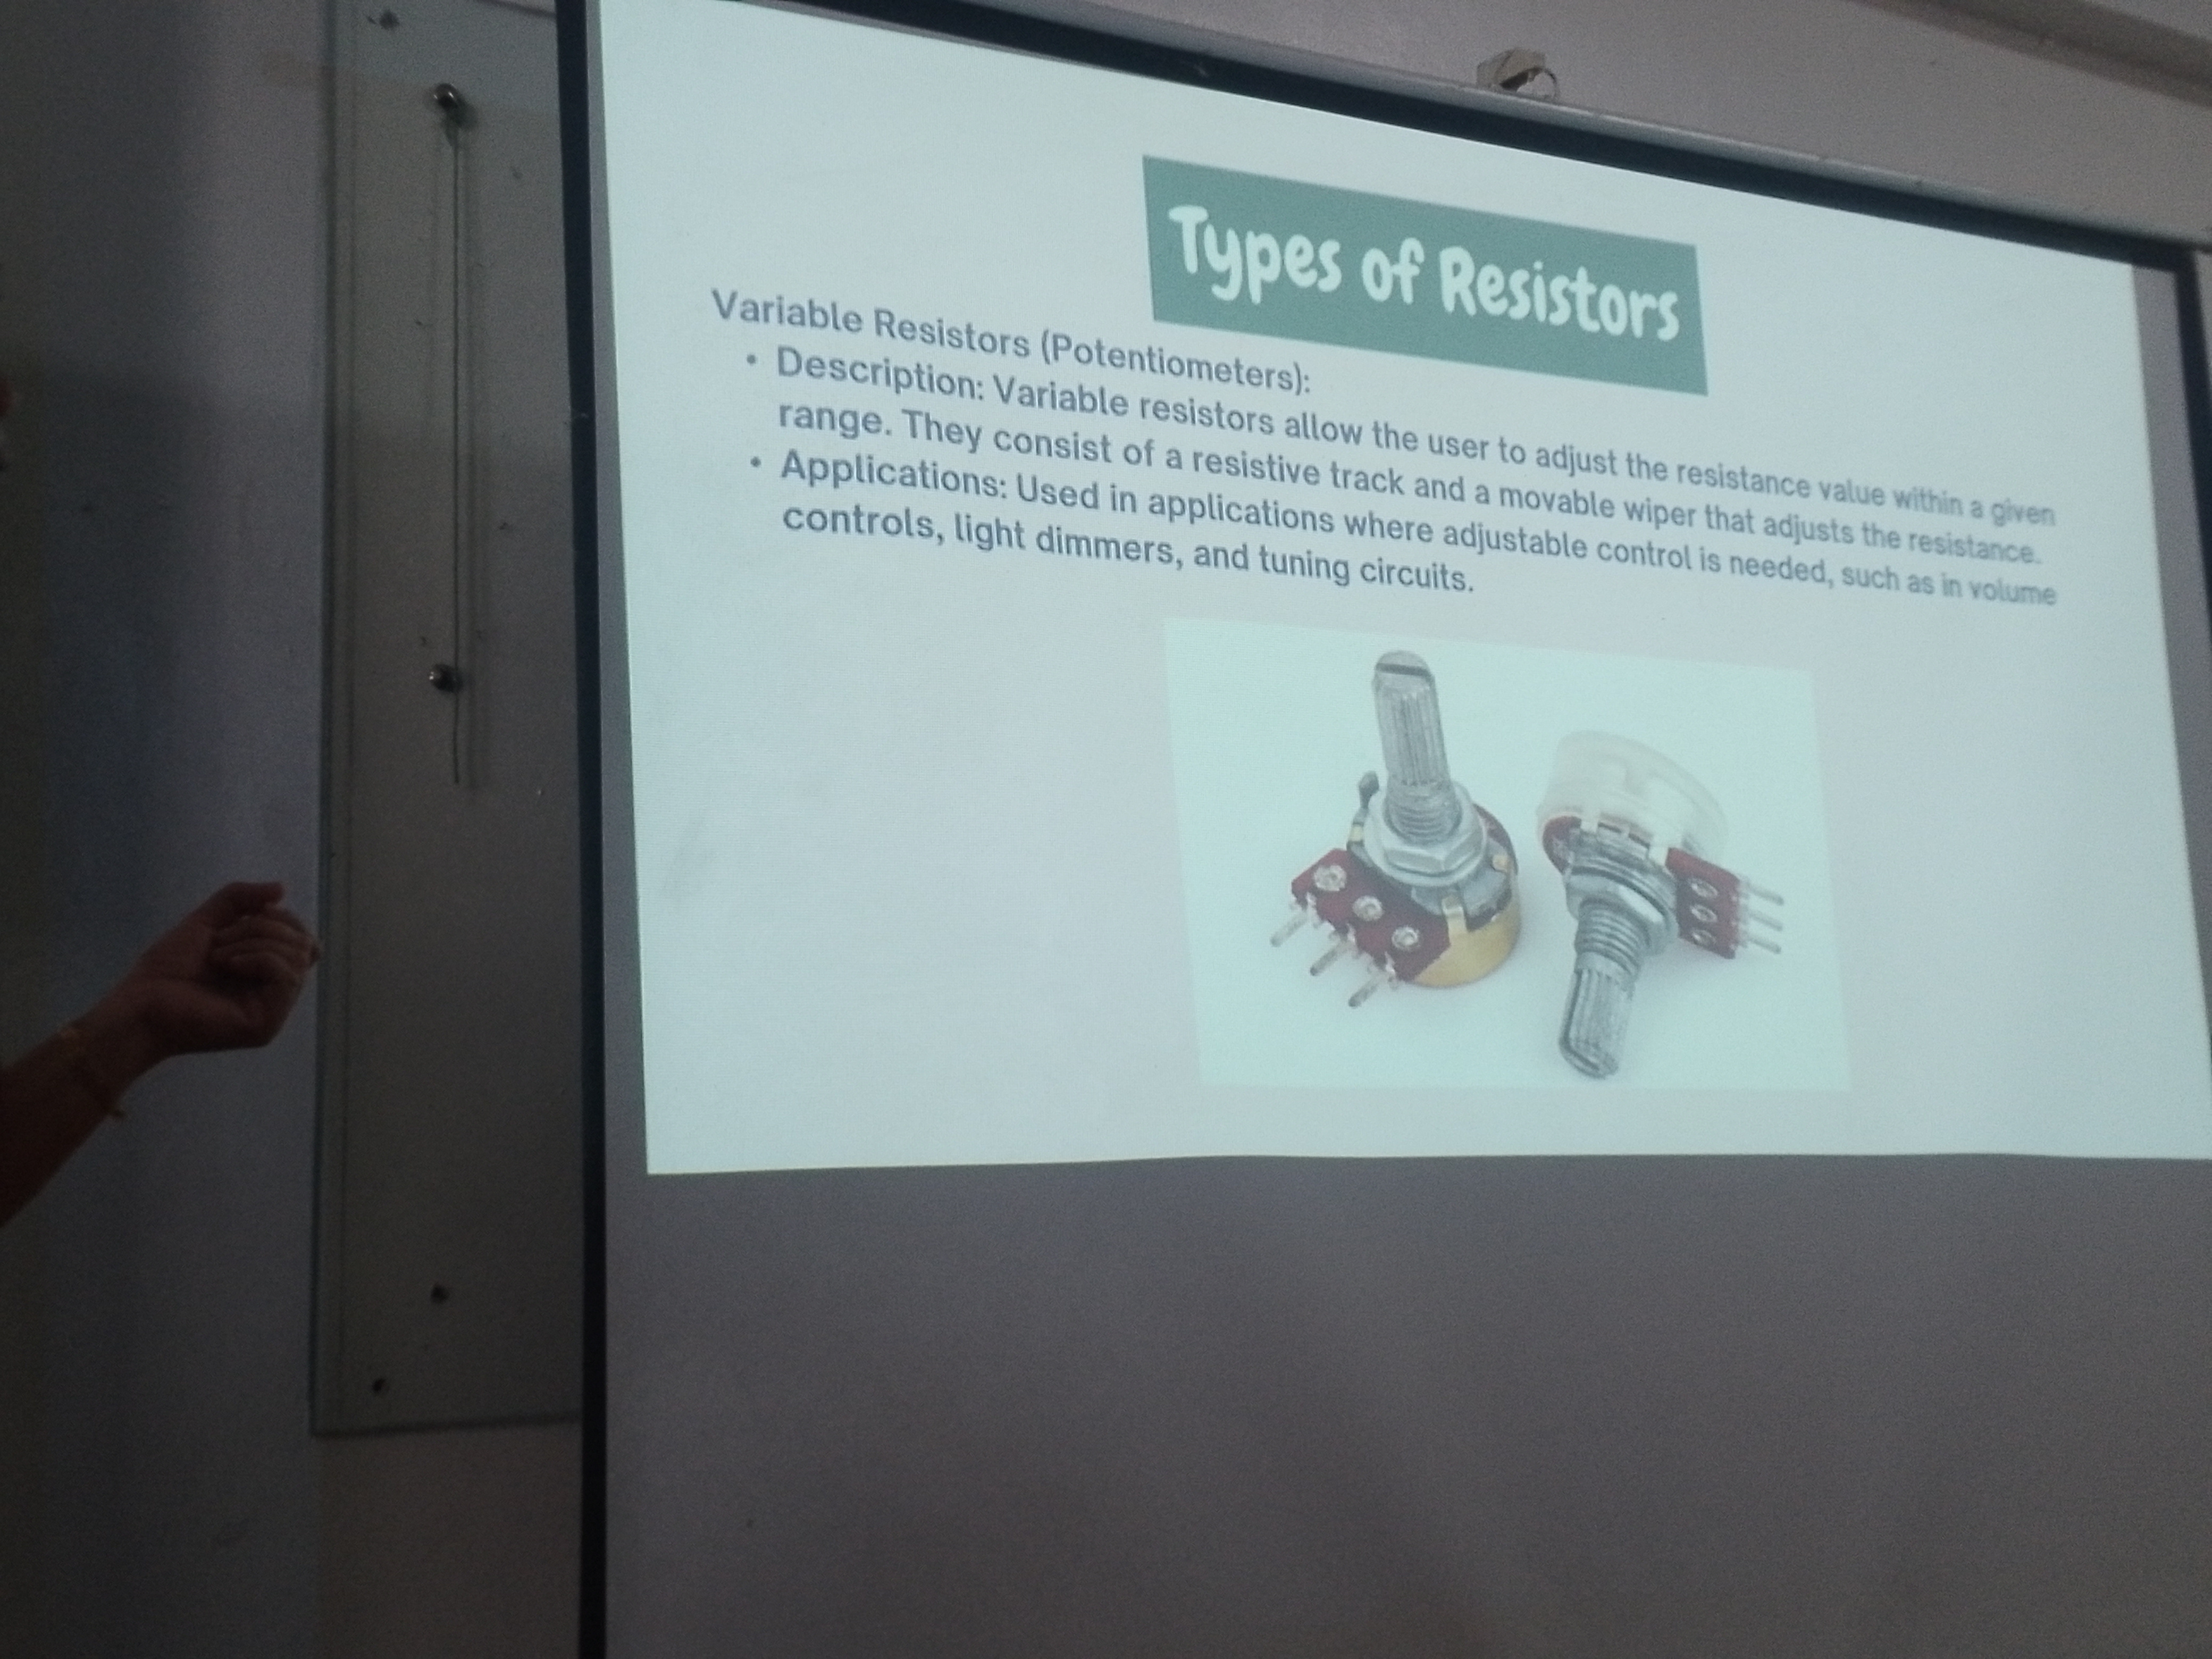 Types of Resistors
Variable Resistors (Potentiometers):
• Description: Variable resistors allow the user to adjust the resistance value within a given
range. They consist of a resistive track and a movable wiper that adjusts the resistance.
• Applications: Used in applications where adjustable control is needed, such as in volume
controls, light dimmers, and tuning circuits.